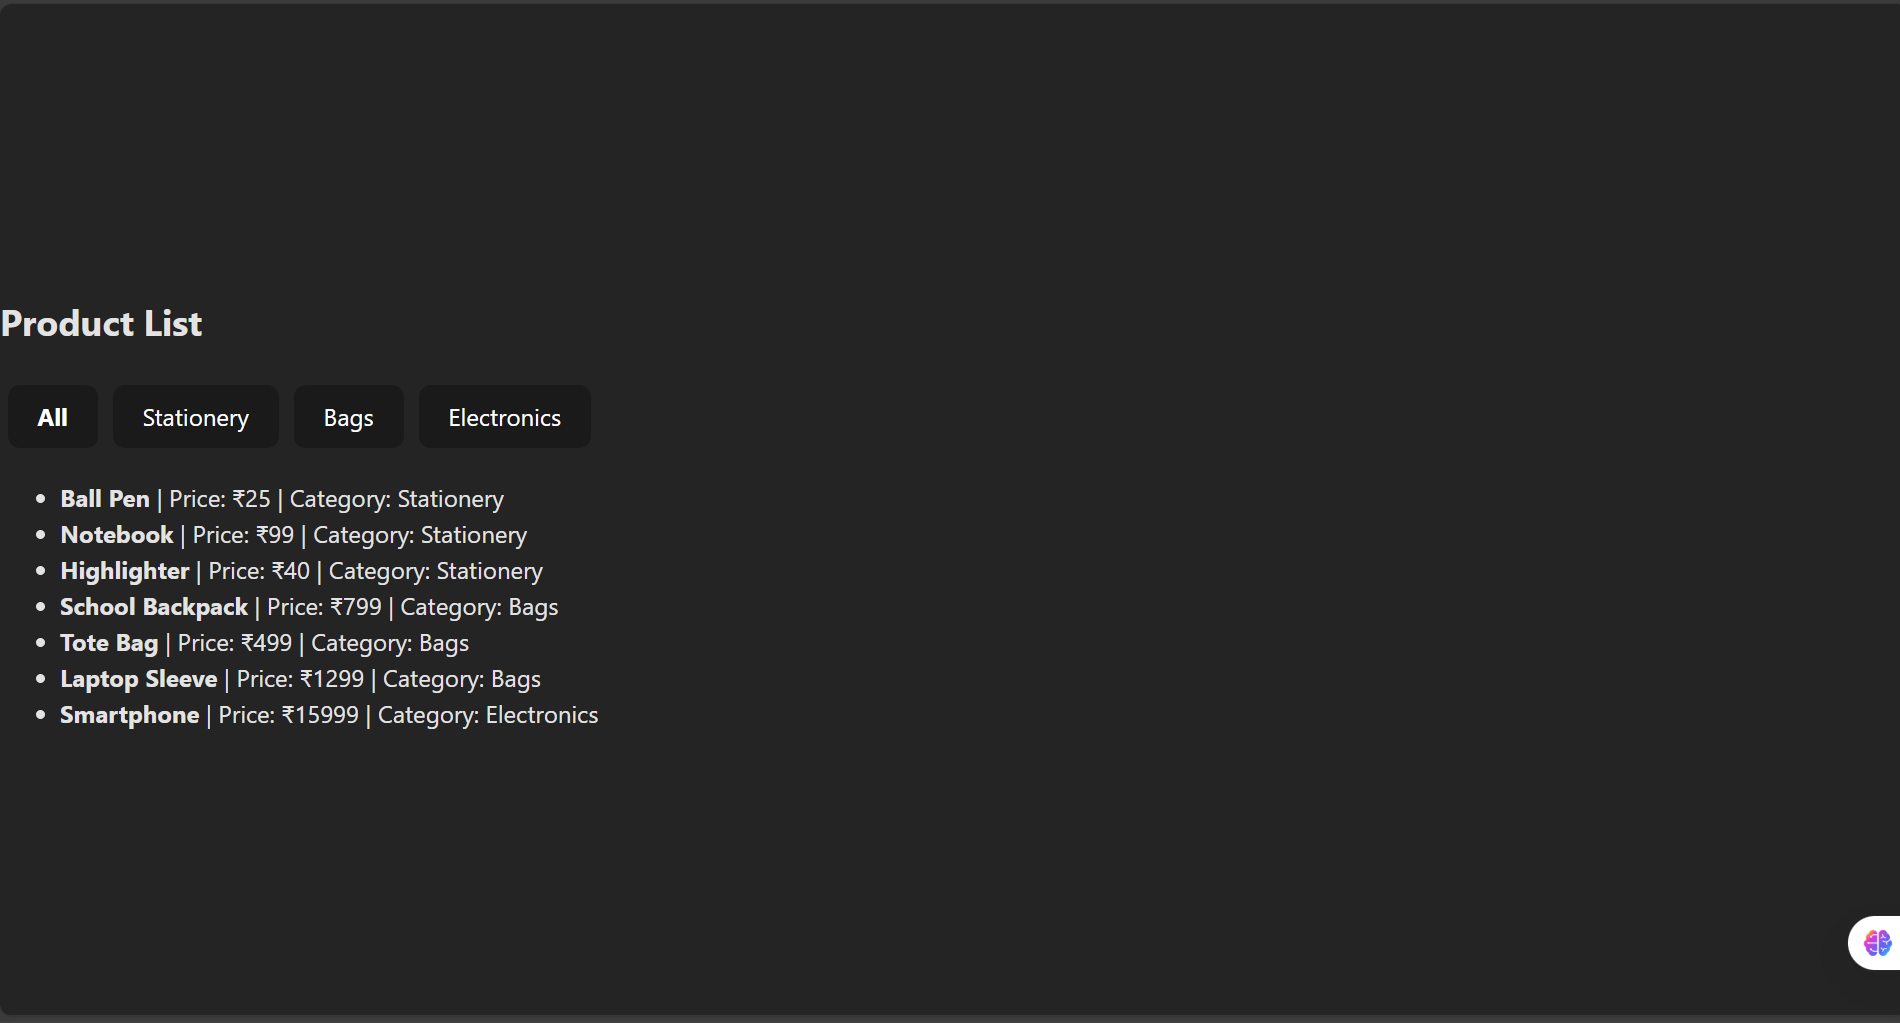 Product List
All Stationery Bags Electronics
Ball Pen | Price: ₹25 | Category: Stationery
Notebook | Price: ₹99 | Category: Stationery
Highlighter | Price: ₹40 | Category: Stationery
School Backpack | Price: ₹799 | Category: Bags
Tote Bag | Price: ₹499 | Category: Bags
Laptop Sleeve | Price: ₹1299 | Category: Bags
Smartphone | Price: ₹15999 | Category: Electronics